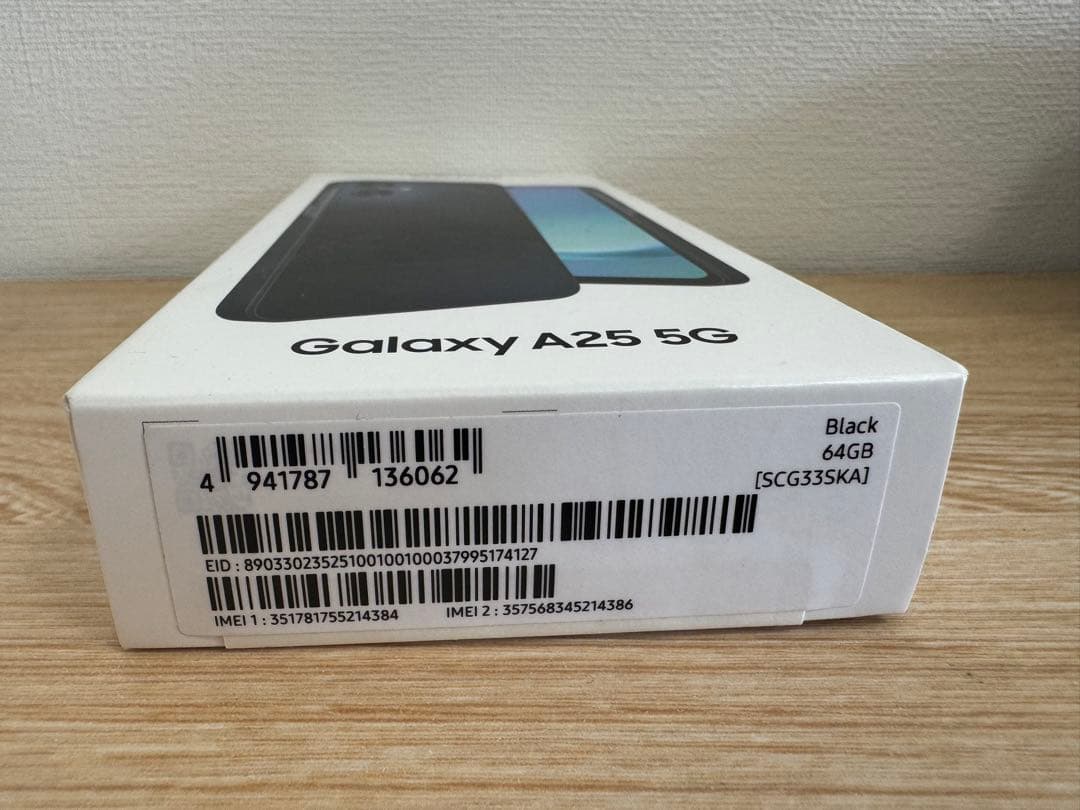 Galaxy A25 5G
Black
64GB
[SCG33SKA]
4 941787 136062
EID : 89033023525100100100037995174127
IMEI 1 : 351781755214384 IMEI 2 : 357568345214386